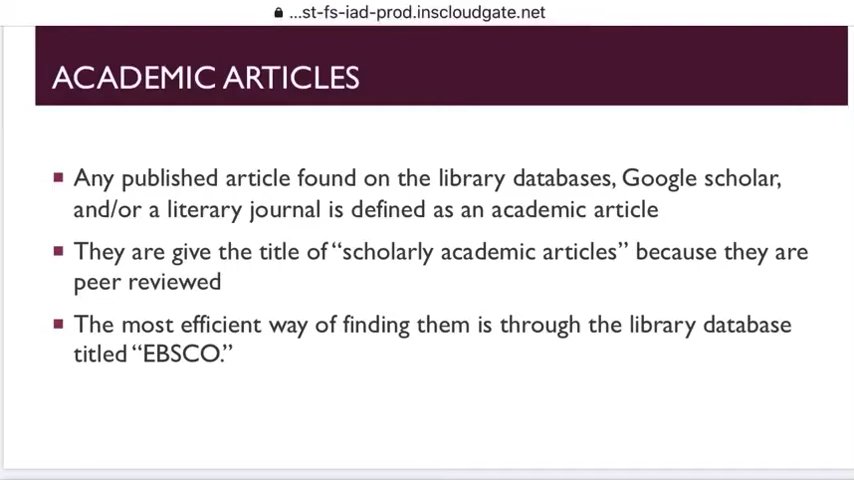 ...st-fs-iad-prod.inscloudgate.net
ACADEMIC ARTICLES
Any published article found on the library databases, Google scholar,
and/or a literary journal is defined as an academic article
They are give the title of “scholarly academic articles” because they are
peer reviewed
The most efficient way of finding them is through the library database
titled “EBSCO.”